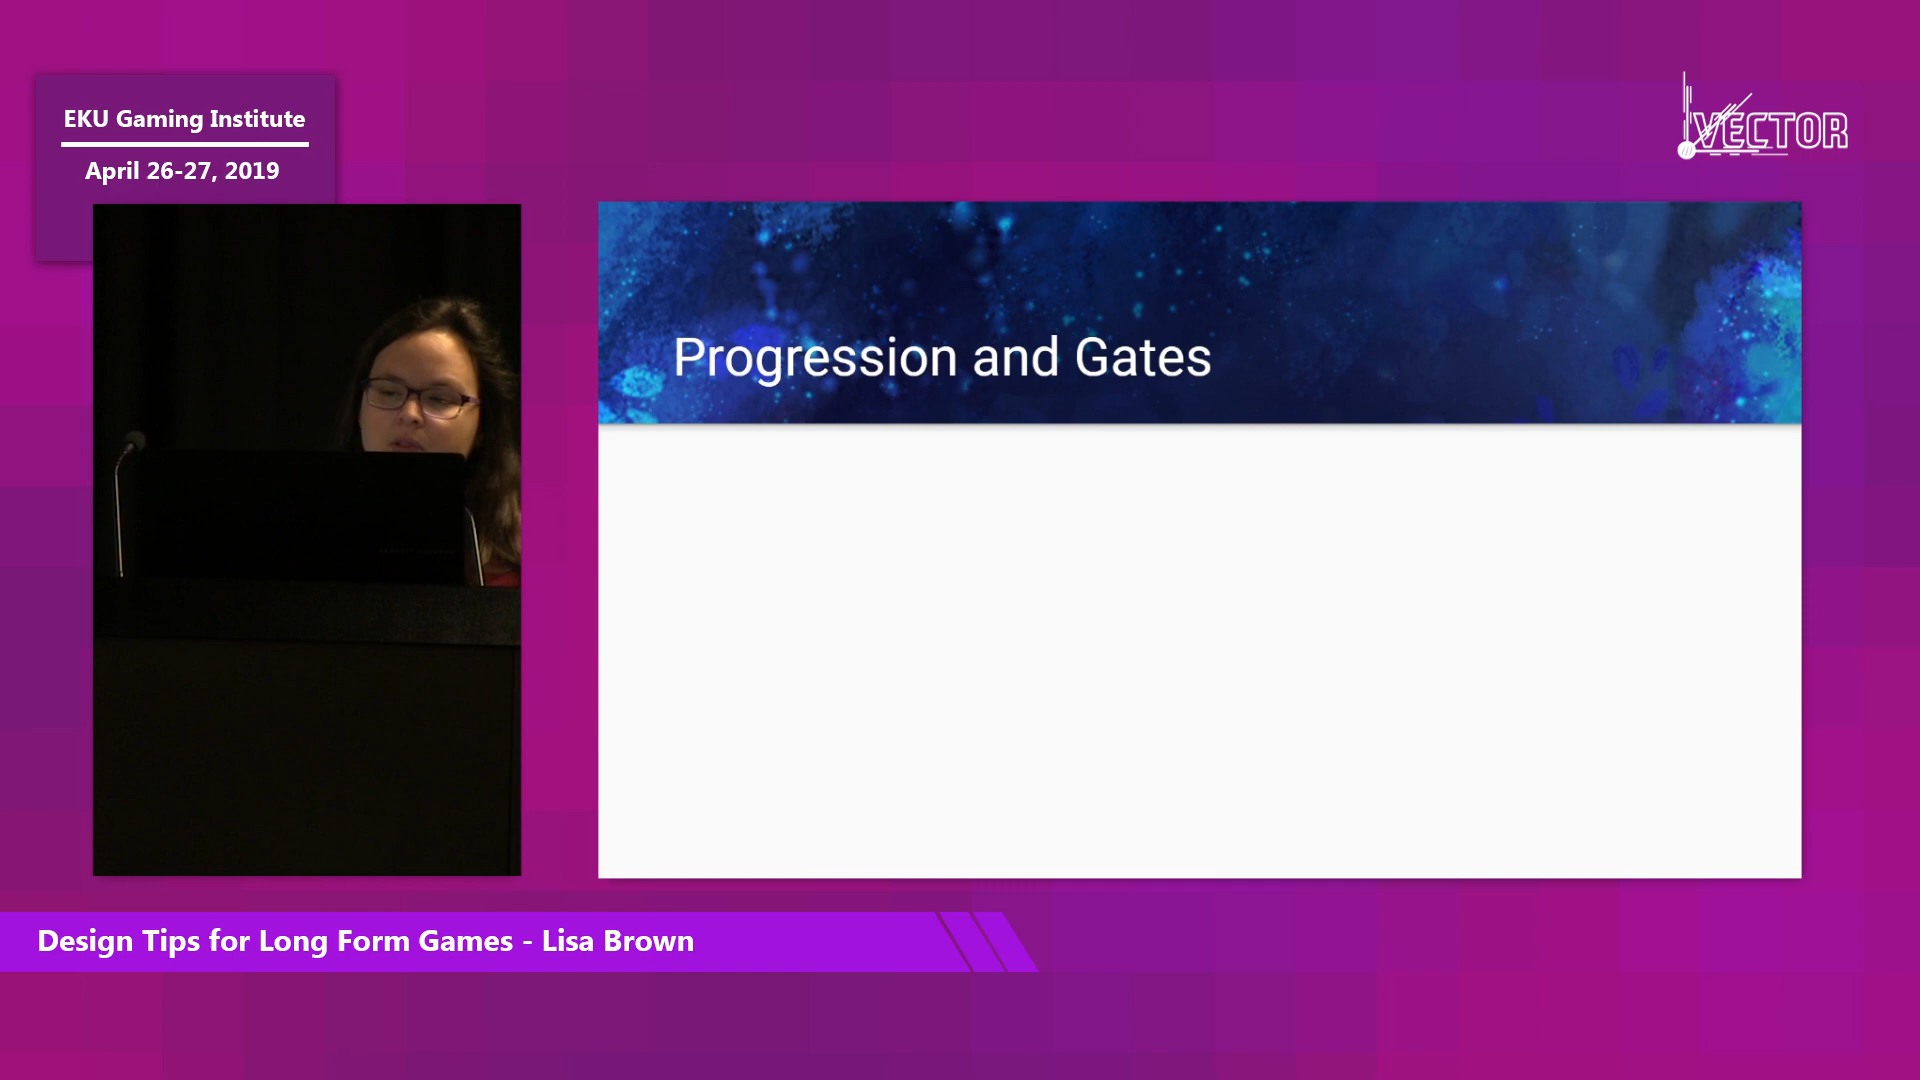 EKU Gaming Institute
April 26-27, 2019
VECTOR
Progression and Gates
Design Tips for Long Form Games - Lisa Brown